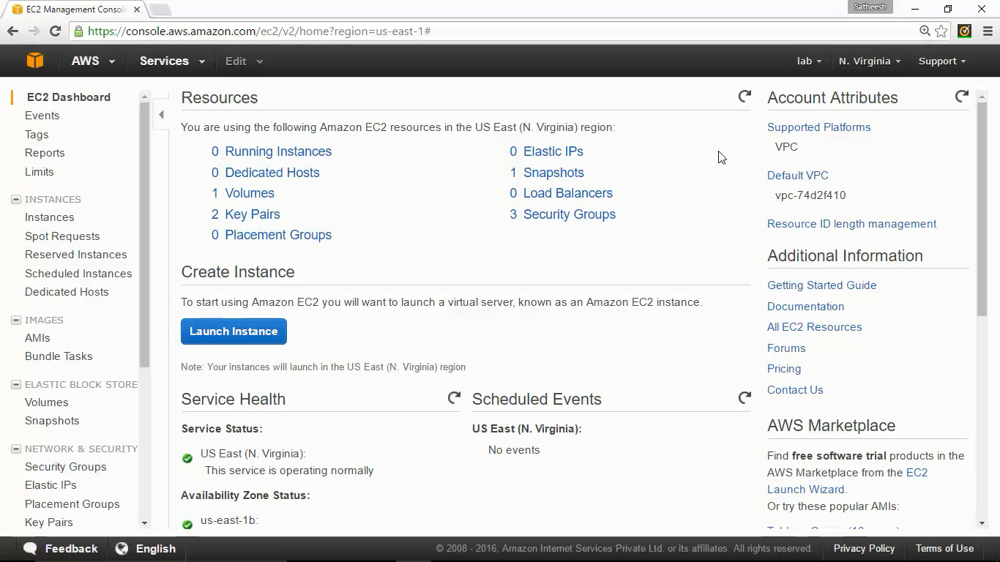 EC2 Management Conso
Satheesh
https://console.aws.amazon.com/ec2/v2/home?region=us-east-1#
AWS
Services
Edit
lab
N. Virginia
Support
EC2 Dashboard
Events
Tags
Reports
Limits
INSTANCES
Instances
Spot Requests
Reserved Instances
Scheduled Instances
Dedicated Hosts
IMAGES
AMIs
Bundle Tasks
ELASTIC BLOCK STORE
Volumes
Snapshots
NETWORK & SECURITY
Security Groups
Elastic IPs
Placement Groups
Key Pairs
Resources
You are using the following Amazon EC2 resources in the US East (N. Virginia) region:
0 Running Instances
0 Elastic IPs
0 Dedicated Hosts
1 Snapshots
1 Volumes
0 Load Balancers
2 Key Pairs
3 Security Groups
0 Placement Groups
Create Instance
To start using Amazon EC2 you will want to launch a virtual server, known as an Amazon EC2 instance.
Launch Instance
Note: Your instances will launch in the US East (N. Virginia) region
Service Health
Service Status:
US East (N. Virginia):
This service is operating normally
Availability Zone Status:
us-east-1b:
Scheduled Events
US East (N. Virginia):
No events
Account Attributes
Supported Platforms
VPC
Default VPC
vpc-74d2f410
Resource ID length management
Additional Information
Getting Started Guide
Documentation
All EC2 Resources
Forums
Pricing
Contact Us
AWS Marketplace
Find free software trial products in the
AWS Marketplace from the EC2
Launch Wizard.
Or try these popular AMIs:
Feedback
English
© 2008 - 2016, Amazon Internet Services Private Ltd. or its affiliates. All rights reserved.
Privacy Policy
Terms of Use